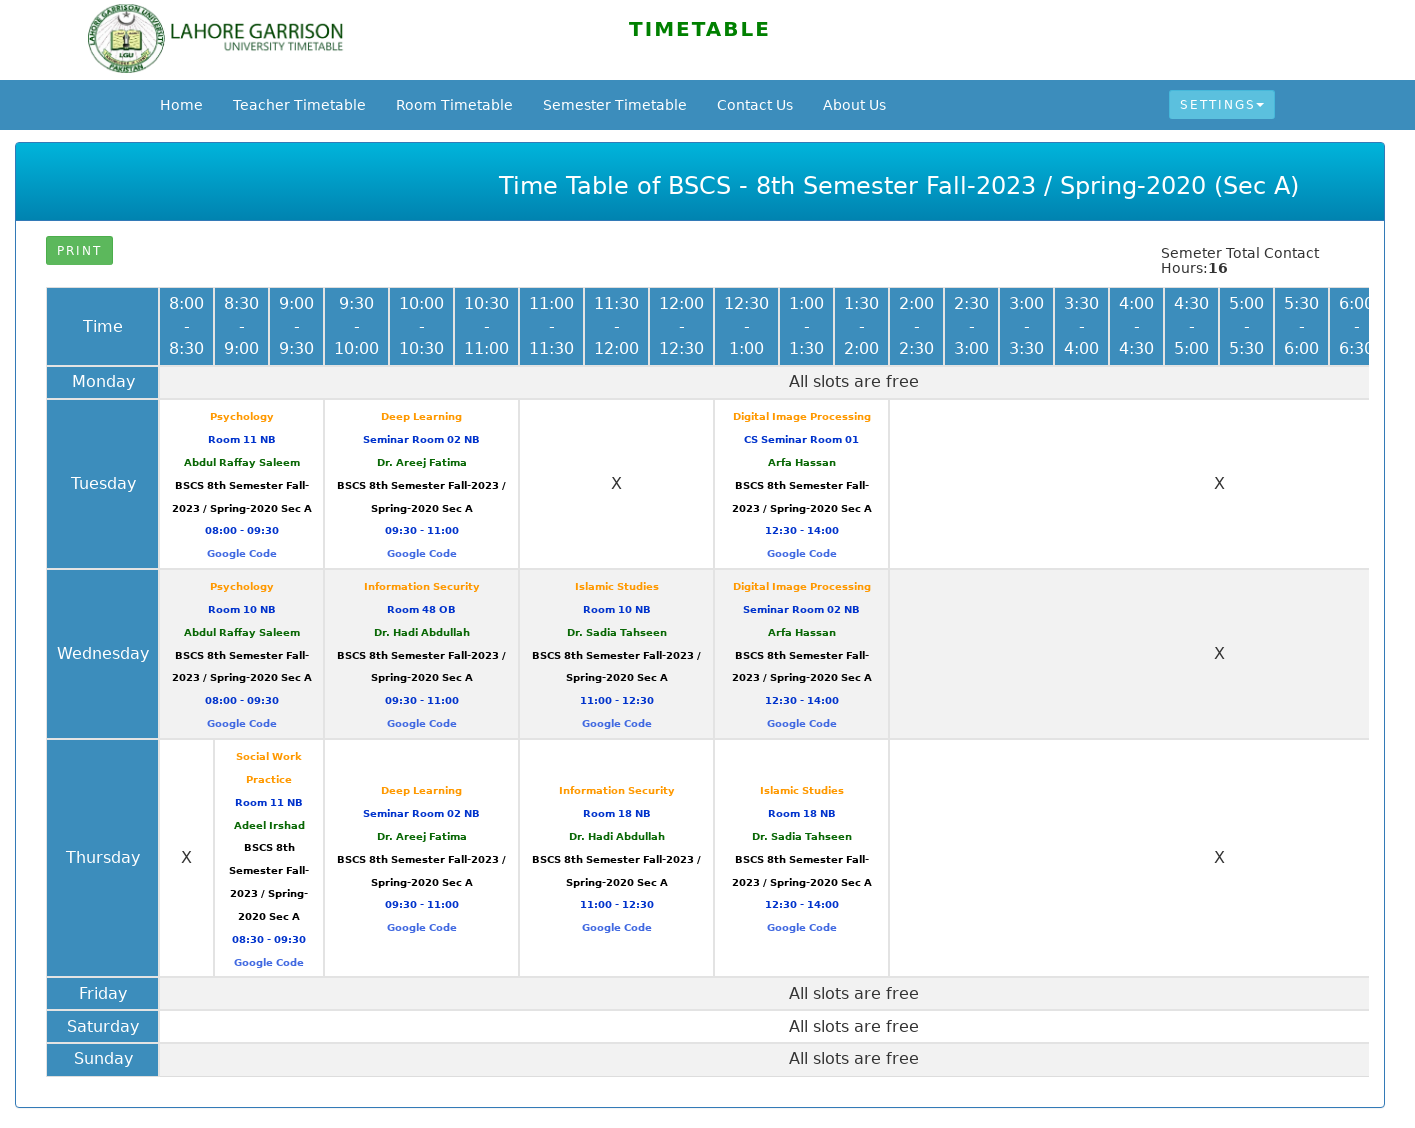 LAHORE GARRISON
UNIVERSITY TIMETABLE
TIMETABLE
Home Teacher Timetable Room Timetable Semester Timetable Contact Us About Us SETTINGS
Time Table of BSCS - 8th Semester Fall-2023 / Spring-2020 (Sec A)
PRINT
Semeter Total Contact
Hours:16
Time
8:00 - 8:30
8:30 - 9:00
9:00 - 9:30
9:30 - 10:00
10:00 - 10:30
10:30 - 11:00
11:00 - 11:30
11:30 - 12:00
12:00 - 12:30
12:30 - 1:00
1:00 - 1:30
1:30 - 2:00
2:00 - 2:30
2:30 - 3:00
3:00 - 3:30
3:30 - 4:00
4:00 - 4:30
4:30 - 5:00
5:00 - 5:30
5:30 - 6:00
6:00 - 6:30
Monday
All slots are free
Tuesday
Psychology
Room 11 NB
Abdul Raffay Saleem
BSCS 8th Semester Fall-
2023 / Spring-2020 Sec A
08:00 - 09:30
Google Code
Deep Learning
Seminar Room 02 NB
Dr. Areej Fatima
BSCS 8th Semester Fall-2023 /
Spring-2020 Sec A
09:30 - 11:00
Google Code
X
Digital Image Processing
CS Seminar Room 01
Arfa Hassan
BSCS 8th Semester Fall-
2023 / Spring-2020 Sec A
12:30 - 14:00
Google Code
X
Wednesday
Psychology
Room 10 NB
Abdul Raffay Saleem
BSCS 8th Semester Fall-
2023 / Spring-2020 Sec A
08:00 - 09:30
Google Code
Information Security
Room 48 OB
Dr. Hadi Abdullah
BSCS 8th Semester Fall-2023 /
Spring-2020 Sec A
09:30 - 11:00
Google Code
Islamic Studies
Room 10 NB
Dr. Sadia Tahseen
BSCS 8th Semester Fall-2023 /
Spring-2020 Sec A
11:00 - 12:30
Google Code
Digital Image Processing
Seminar Room 02 NB
Arfa Hassan
BSCS 8th Semester Fall-
2023 / Spring-2020 Sec A
12:30 - 14:00
Google Code
X
Thursday
X
Social Work
Practice
Room 11 NB
Adeel Irshad
BSCS 8th
Semester Fall-
2023 / Spring-
2020 Sec A
08:30 - 09:30
Google Code
Deep Learning
Seminar Room 02 NB
Dr. Areej Fatima
BSCS 8th Semester Fall-2023 /
Spring-2020 Sec A
09:30 - 11:00
Google Code
Information Security
Room 18 NB
Dr. Hadi Abdullah
BSCS 8th Semester Fall-2023 /
Spring-2020 Sec A
11:00 - 12:30
Google Code
Islamic Studies
Room 18 NB
Dr. Sadia Tahseen
BSCS 8th Semester Fall-
2023 / Spring-2020 Sec A
12:30 - 14:00
Google Code
X
Friday
All slots are free
Saturday
All slots are free
Sunday
All slots are free